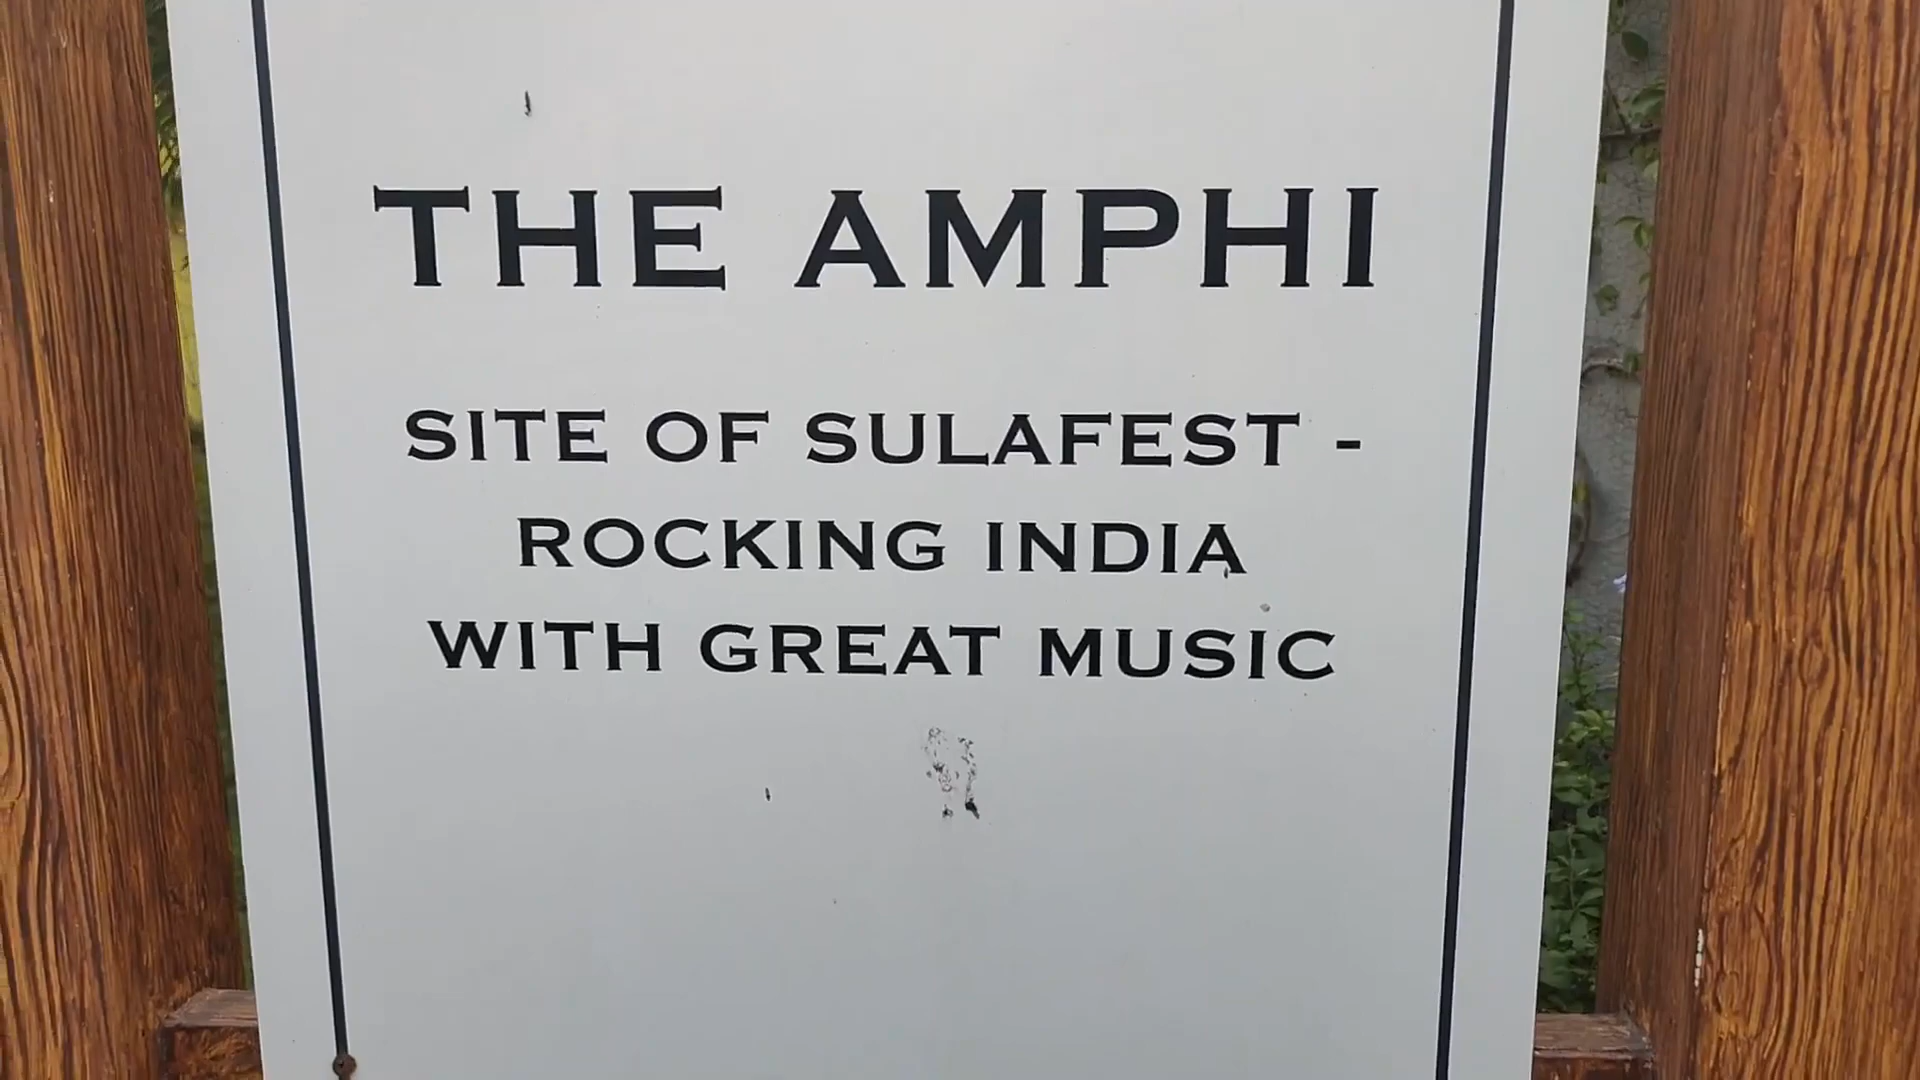 THE AMPHI
SITE OF SULAFEST -
ROCKING INDIA
WITH GREAT MUSIC